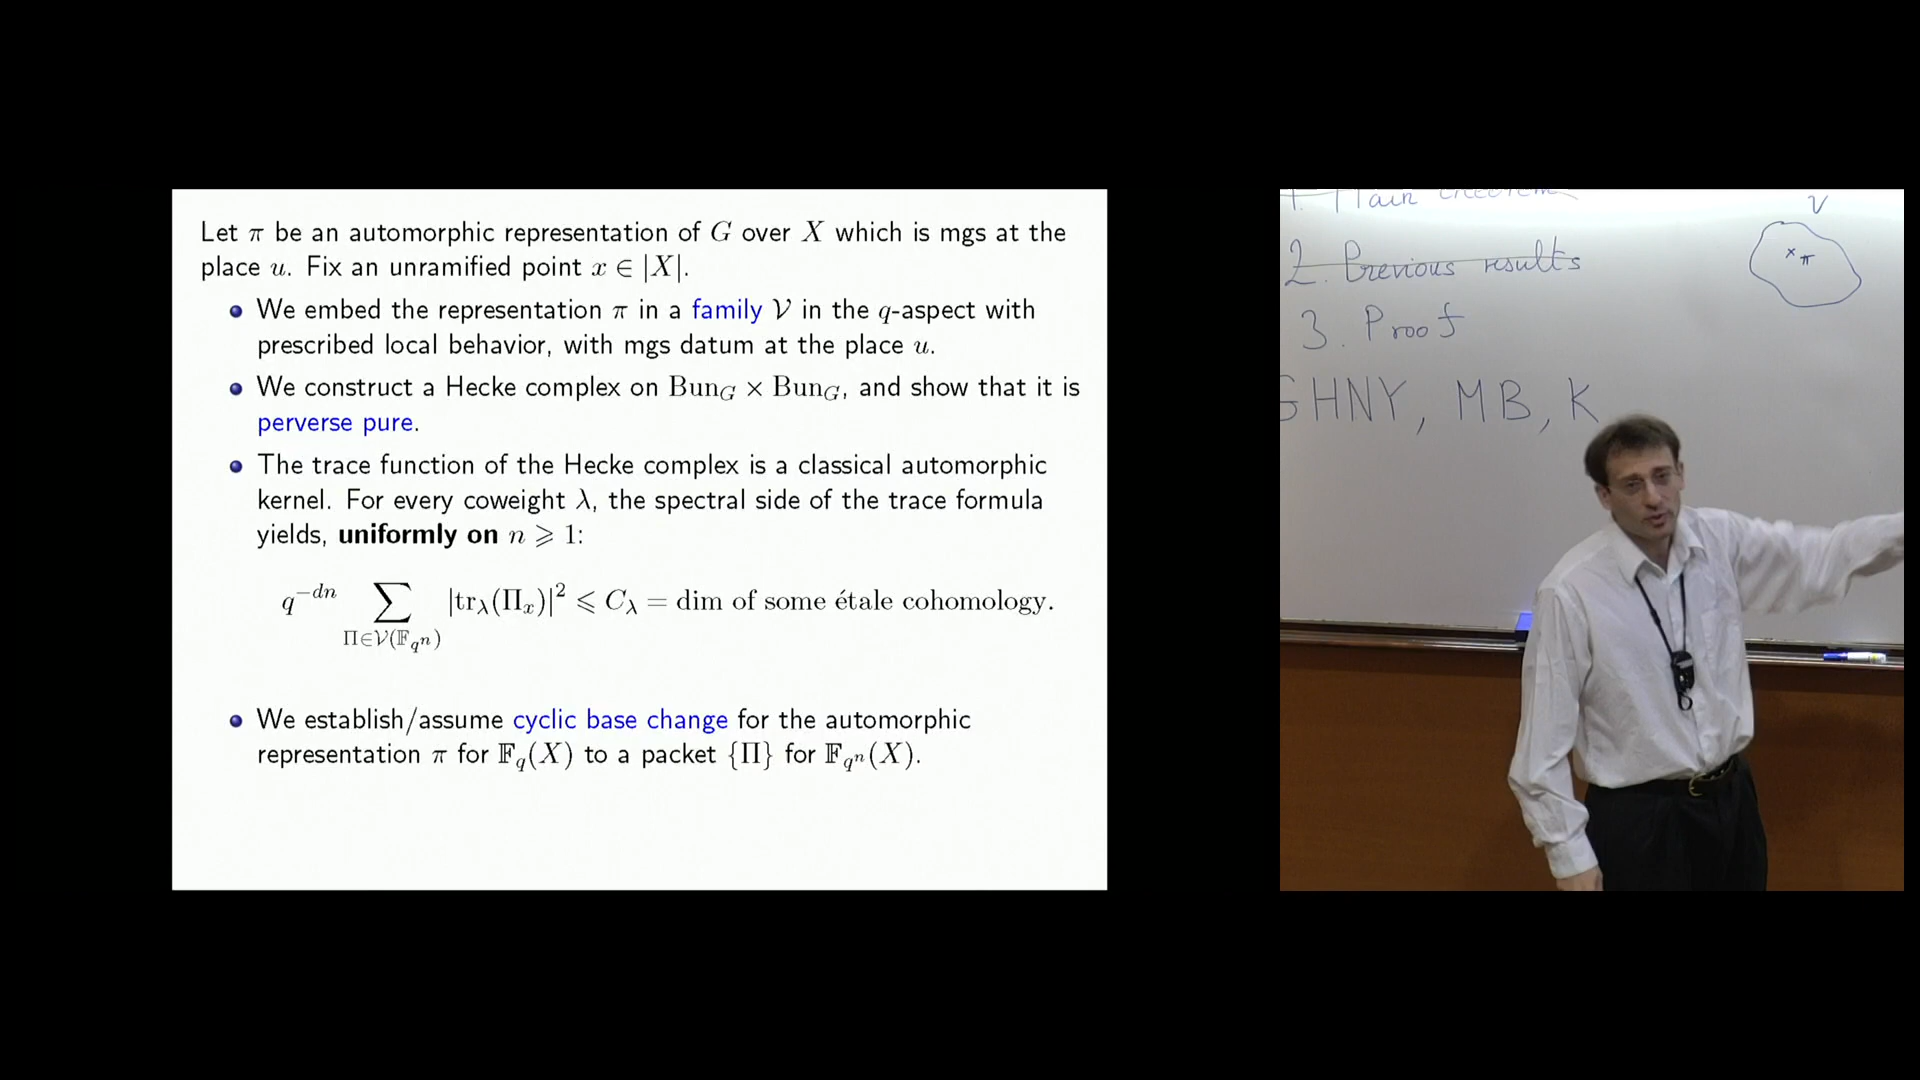 Let π be an automorphic representation of G over X which is mgs at the
place u. Fix an unramified point x ∈ |X|.
We embed the representation π in a family 𝒱 in the q-aspect with
prescribed local behavior, with mgs datum at the place u.
We construct a Hecke complex on Bun_G × Bun_G, and show that it is
perverse pure.
The trace function of the Hecke complex is a classical automorphic
kernel. For every coweight λ, the spectral side of the trace formula
yields, uniformly on n ⩾ 1:
q^{-dn} ∑_{Π∈𝒱(𝔽_{q^n})} |tr_λ(Π_x)|² ⩽ C_λ = dim of some étale cohomology.
We establish/assume cyclic base change for the automorphic
representation π for 𝔽_q(X) to a packet {Π} for 𝔽_{q^n}(X).
1. Main theorem
2. Previous results
3. Proof
GHNY, MB, K
V
× π